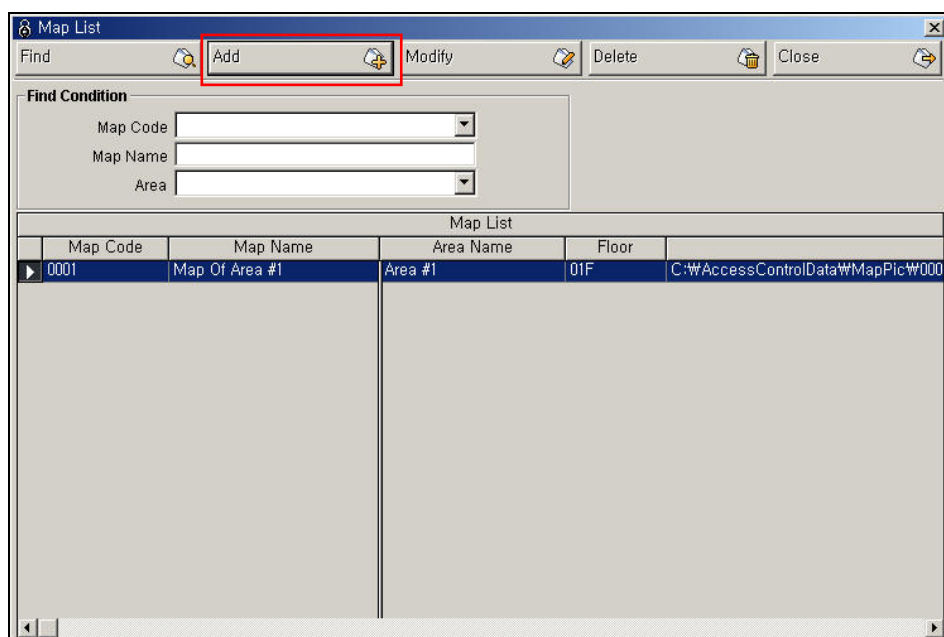 Map List
Find Add Modify Delete Close
Find Condition
Map Code
Map Name
Area
Map List
Map Code Map Name Area Name Floor
0001 Map Of Area #1 Area #1 01F C:₩AccessControlData₩MapPic₩000